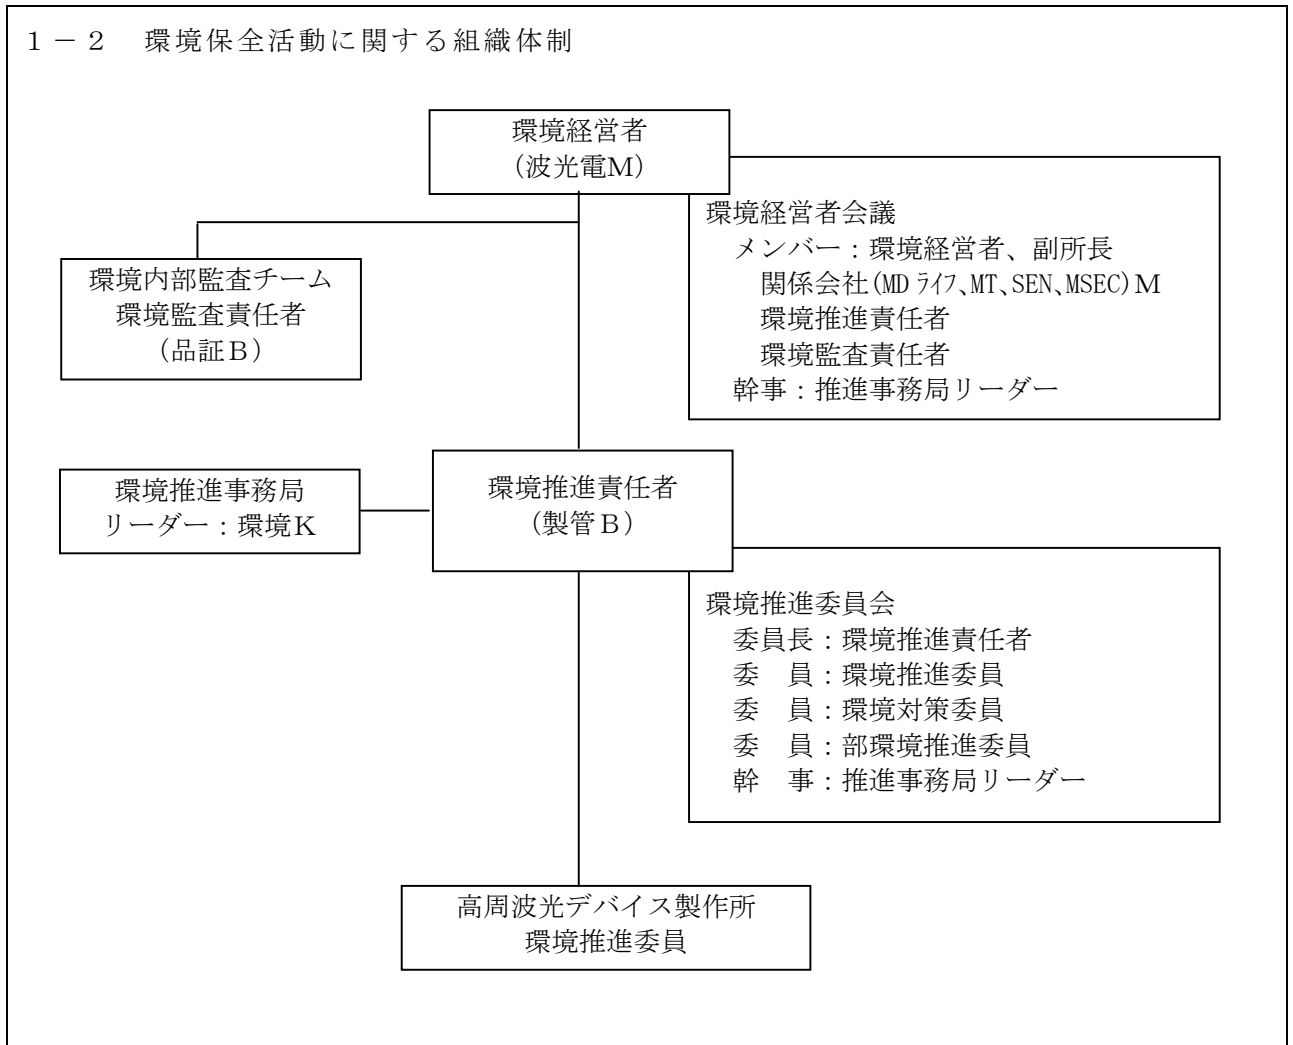 １－２　環境保全活動に関する組織体制
環境経営者
（波光電Ｍ）
環境経営者会議
メンバー：環境経営者、副所長
関係会社(MDﾗｲﾌ、MT、SEN、MSEC)Ｍ
環境推進責任者
環境監査責任者
幹事：推進事務局リーダー
環境内部監査チーム
環境監査責任者
（品証Ｂ）
環境推進事務局
リーダー：環境Ｋ
環境推進責任者
（製管Ｂ）
環境推進委員会
委員長：環境推進責任者
委　員：環境推進委員
委　員：環境対策委員
委　員：部環境推進委員
幹　事：推進事務局リーダー
高周波光デバイス製作所
環境推進委員